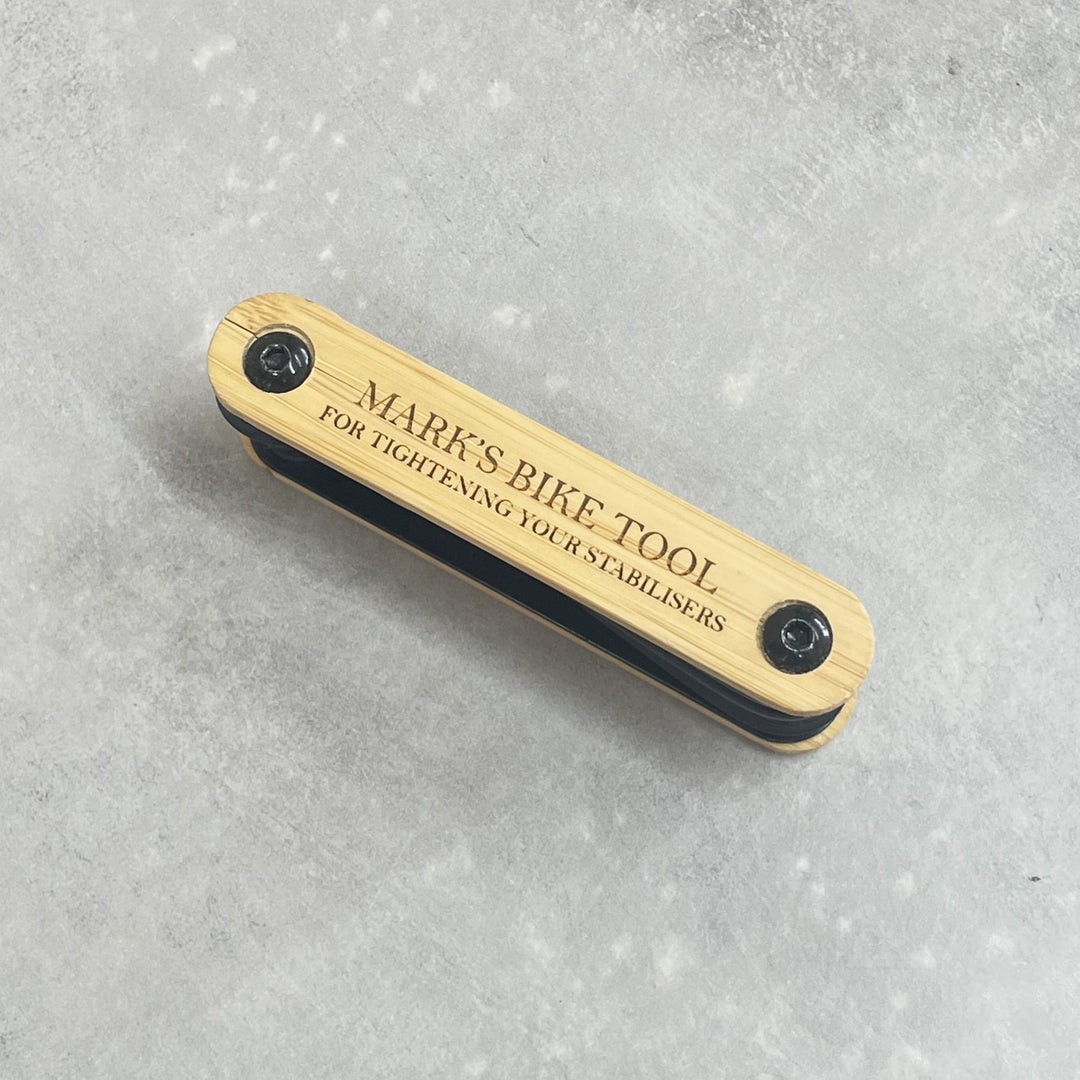 MARK'S BIKE TOOL
FOR TIGHTENING YOUR STABILISERS